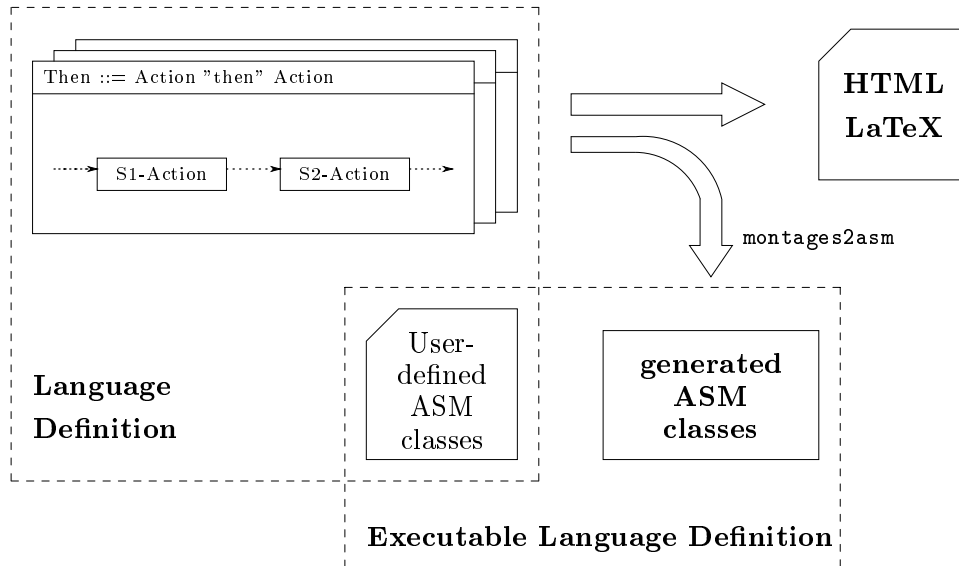 Then ::= Action "then" Action
S1-Action
S2-Action
HTML
LaTeX
montages2asm
User-
defined
ASM
classes
generated
ASM
classes
Language
Definition
Executable Language Definition